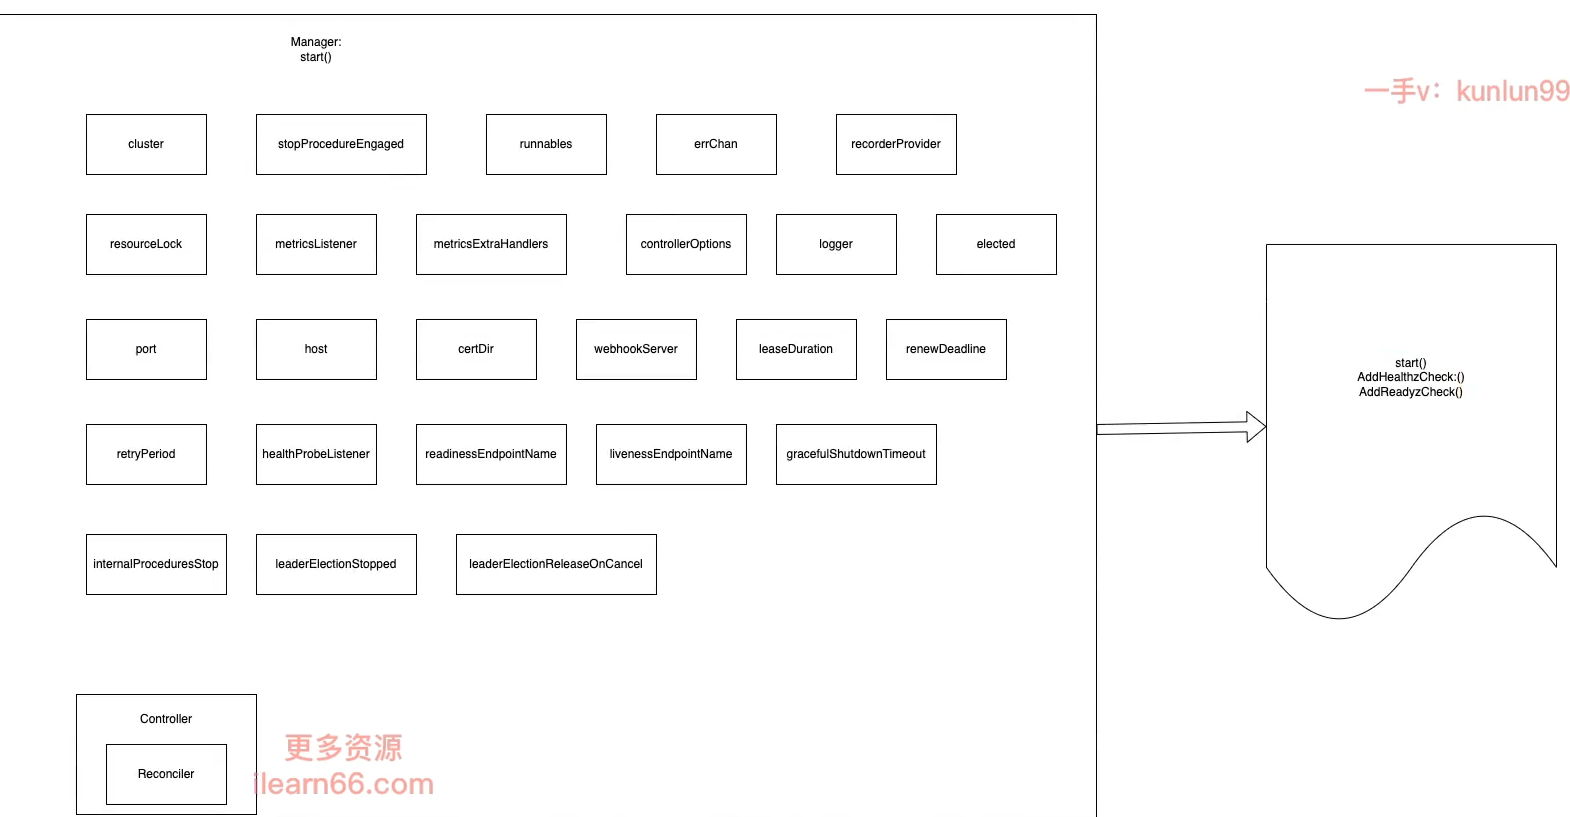 Manager:
start()
一手v：kunlun99
cluster
stopProcedureEngaged
runnables
errChan
recorderProvider
resourceLock
metricsListener
metricsExtraHandlers
controllerOptions
logger
elected
port
host
certDir
webhookServer
leaseDuration
renewDeadline
start()
AddHealthzCheck:()
AddReadyzCheck()
retryPeriod
healthProbeListener
readinessEndpointName
livenessEndpointName
gracefulShutdownTimeout
internalProceduresStop
leaderElectionStopped
leaderElectionReleaseOnCancel
Controller
Reconciler
更多资源
ilearn66.com